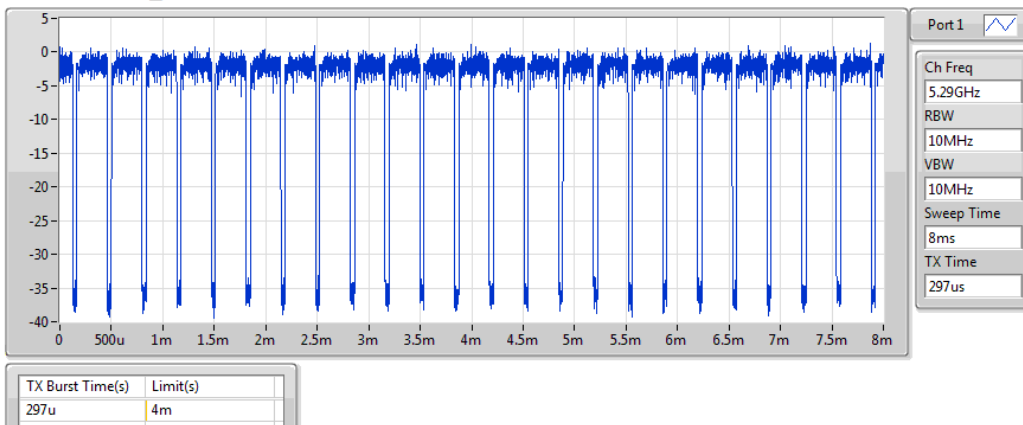 5-
0-
-5-
-10-
-15-
-20-
-25-
-30-
-35-
-40-
0 500u 1m 1.5m 2m 2.5m 3m 3.5m 4m 4.5m 5m 5.5m 6m 6.5m 7m 7.5m 8m
Port 1
Ch Freq
5.29GHz
RBW
10MHz
VBW
10MHz
Sweep Time
8ms
TX Time
297us
TX Burst Time(s) Limit(s)
297u 4m